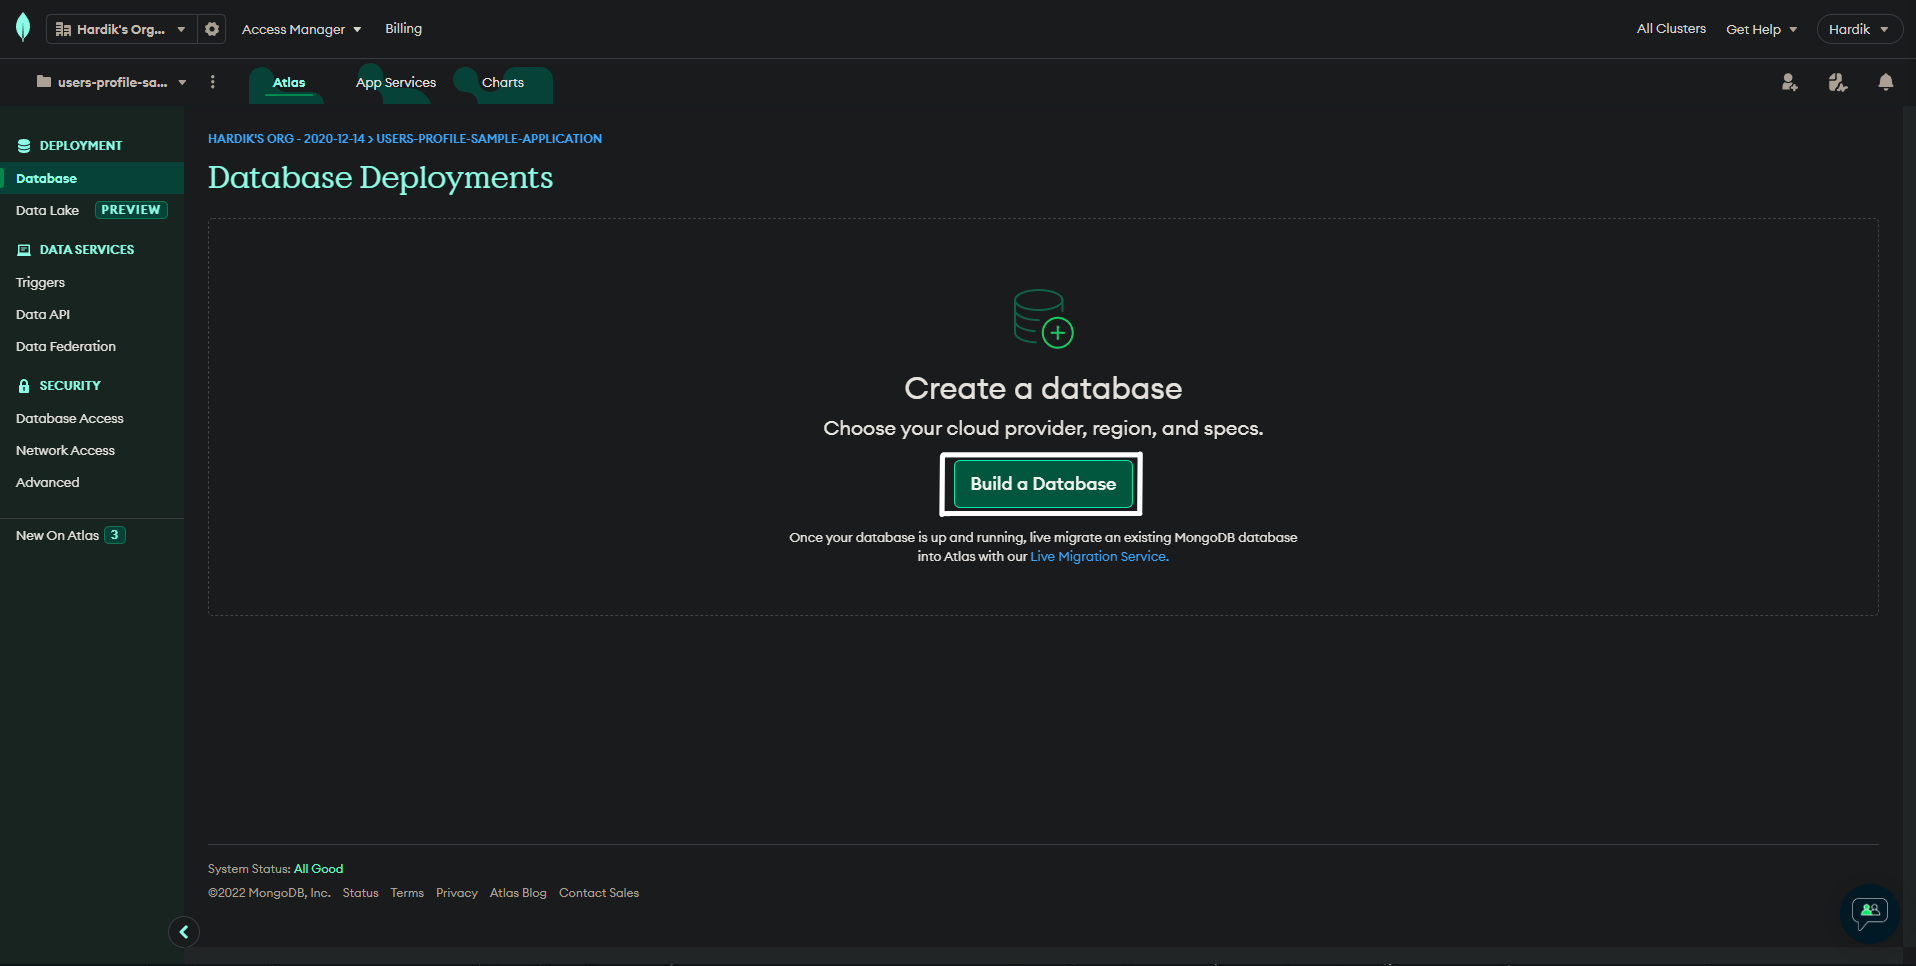 Hardik's Org...
Access Manager
Billing
All Clusters
Get Help
Hardik
users-profile-sa...
Atlas
App Services
Charts
DEPLOYMENT
Database
Data Lake PREVIEW
DATA SERVICES
Triggers
Data API
Data Federation
SECURITY
Database Access
Network Access
Advanced
New On Atlas 3
HARDIK'S ORG - 2020-12-14 > USERS-PROFILE-SAMPLE-APPLICATION
Database Deployments
Create a database
Choose your cloud provider, region, and specs.
Build a Database
Once your database is up and running, live migrate an existing MongoDB database
into Atlas with our Live Migration Service.
System Status: All Good
©2022 MongoDB, Inc. Status Terms Privacy Atlas Blog Contact Sales